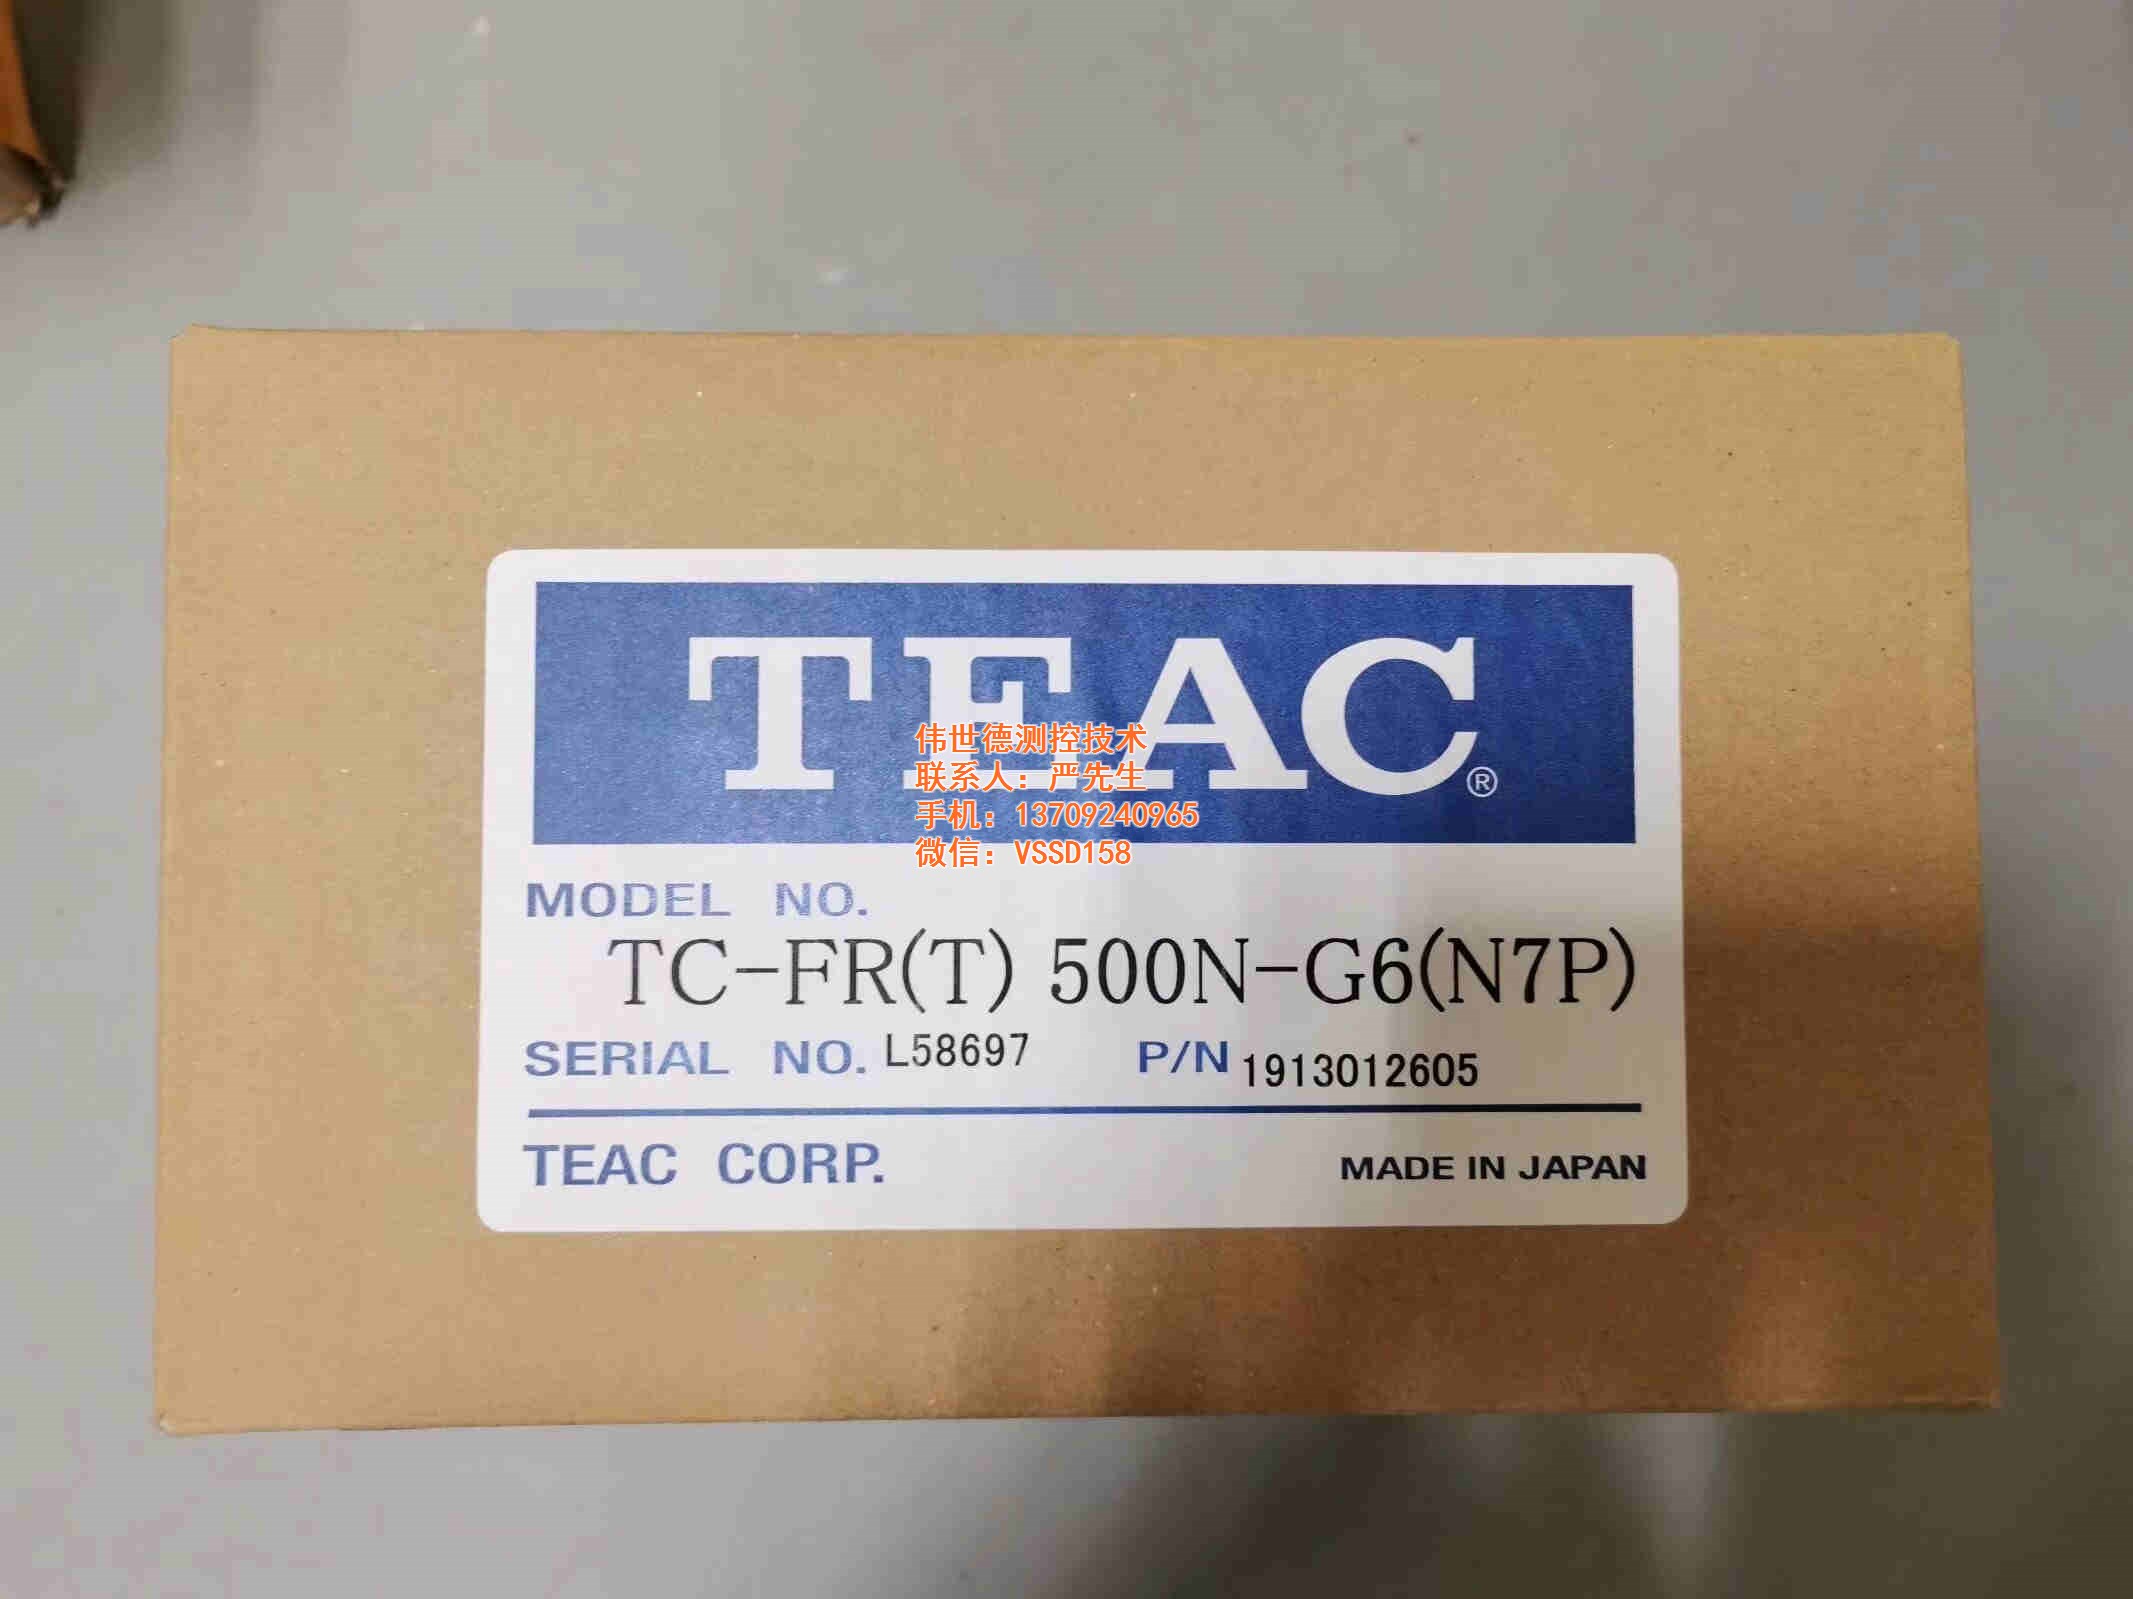 TEAC®
伟世德测控技术
联系人：严先生
手机：13709240965
微信：VSSD158
MODEL NO.
TC-FR(T) 500N-G6(N7P)
SERIAL NO. L58697 P/N 1913012605
TEAC CORP. MADE IN JAPAN